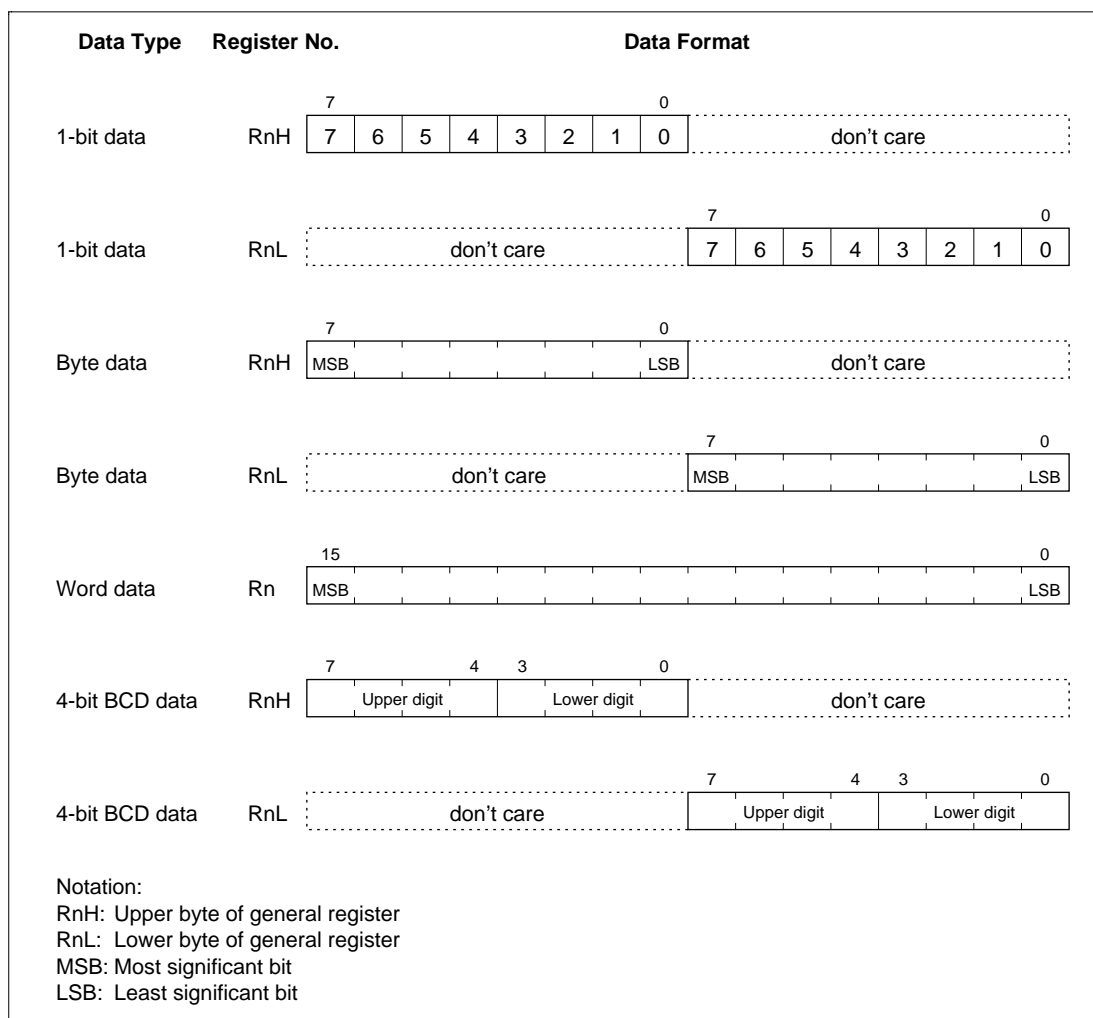 Data Type Register No. Data Format
7 0
1-bit data RnH 7 6 5 4 3 2 1 0 don't care
7 0
1-bit data RnL don't care 7 6 5 4 3 2 1 0
7 0
Byte data RnH MSB LSB don't care
7 0
Byte data RnL don't care MSB LSB
15 0
Word data Rn MSB LSB
7 4 3 0
4-bit BCD data RnH Upper digit Lower digit don't care
7 4 3 0
4-bit BCD data RnL don't care Upper digit Lower digit
Notation:
RnH: Upper byte of general register
RnL: Lower byte of general register
MSB: Most significant bit
LSB: Least significant bit